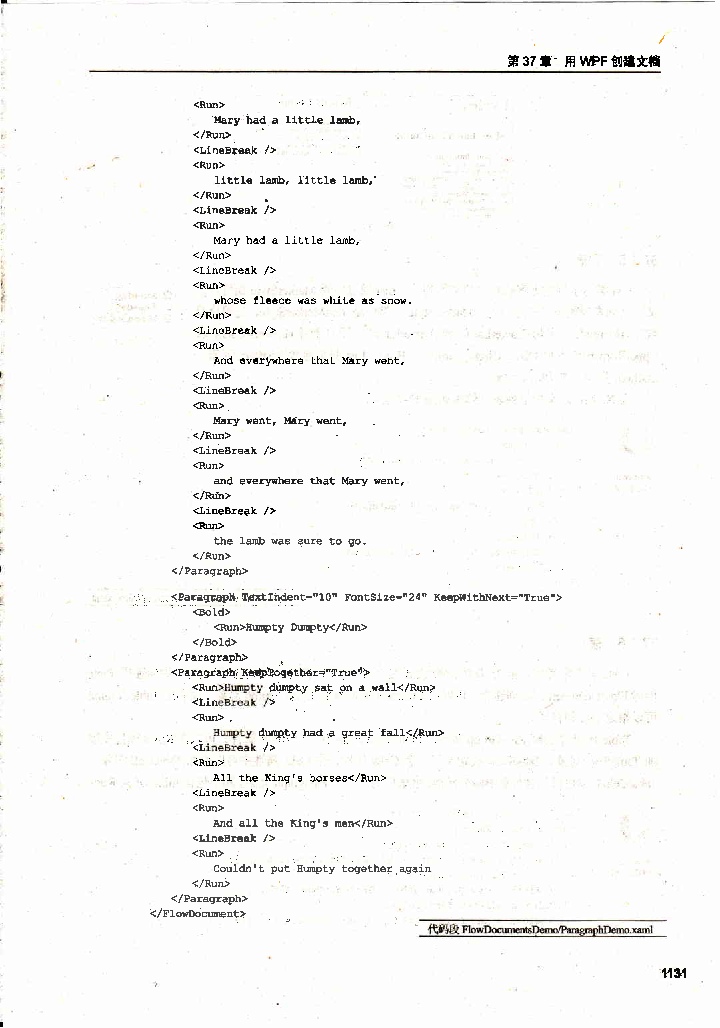 第 37 章 用 WPF 创建文档
<Run>
Mary had a little lamb,
</Run>
<LineBreak />
<Run>
little lamb, little lamb,
</Run>
<LineBreak />
<Run>
Mary had a little lamb,
</Run>
<LineBreak />
<Run>
whose fleece was white as snow.
</Run>
<LineBreak />
<Run>
And everywhere that Mary went,
</Run>
<LineBreak />
<Run>
Mary went, Mary went,
</Run>
<LineBreak />
<Run>
and everywhere that Mary went,
</Run>
<LineBreak />
<Run>
the lamb was sure to go.
</Run>
</Paragraph>
<Paragraph TextIndent="10" FontSize="24" KeepWithNext="True">
<Bold>
<Run>Humpty Dumpty</Run>
</Bold>
</Paragraph>
<Paragraph KeepTogether="True">
<Run>Humpty dumpty sat on a wall</Run>
<LineBreak />
<Run>
Humpty dumpty had a great fall</Run>
<LineBreak />
<Run>
All the King's horses</Run>
<LineBreak />
<Run>
And all the King's men</Run>
<LineBreak />
<Run>
Couldn't put Humpty together again
</Run>
</Paragraph>
</FlowDocument>
代码段 FlowDocumentsDemo/ParagraphDemo.xaml
1131